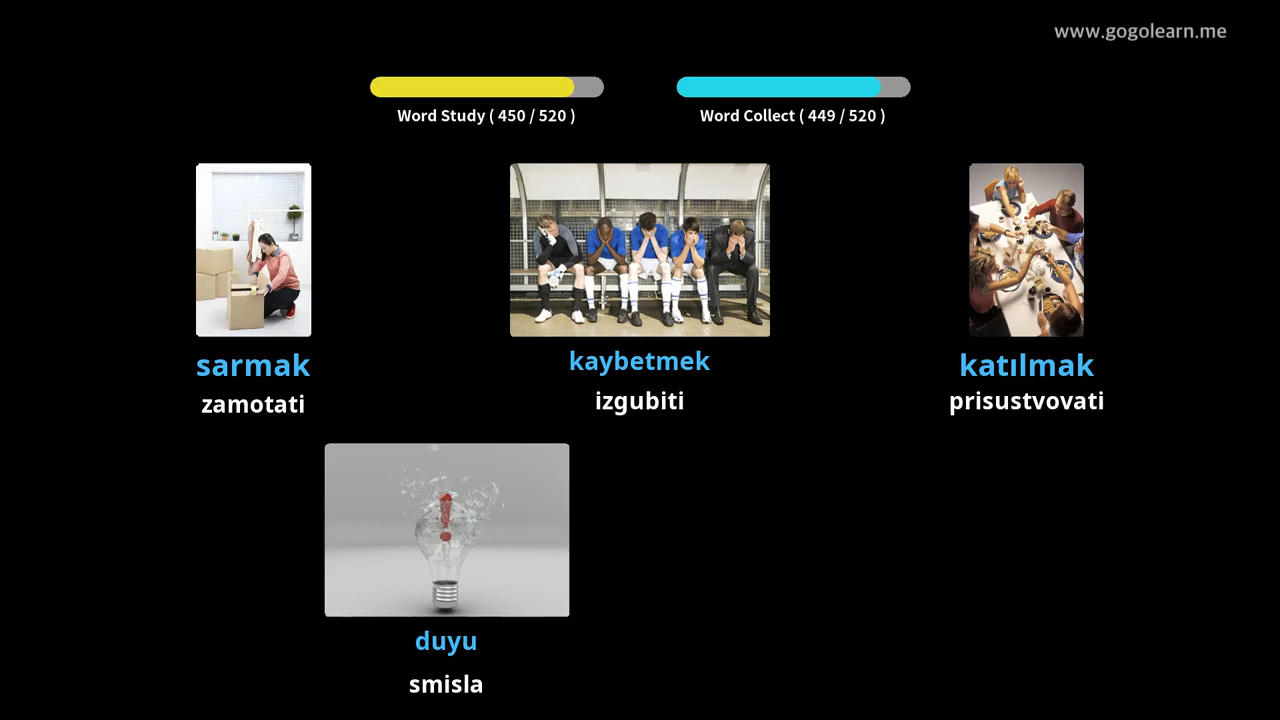 www.gogolearn.me
Word Study ( 450 / 520 )
Word Collect ( 449 / 520 )
sarmak
zamotati
kaybetmek
izgubiti
katılmak
prisustvovati
duyu
smisla